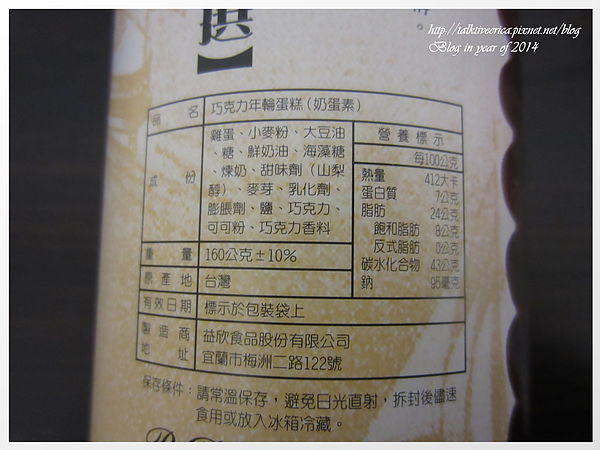 http://talktiveerica.pixnet.net/blog
Blog in year of 2014
撰】
品名 巧克力年輪蛋糕(奶蛋素)
成份 雞蛋、小麥粉、大豆油
、糖、鮮奶油、海藻糖
、煉奶、甜味劑(山梨
醇)、麥芽、乳化劑、
膨脹劑、鹽、巧克力、
可可粉、巧克力香料
營養標示
每100公克
熱量 412大卡
蛋白質 7公克
脂肪 24公克
飽和脂肪 8公克
反式脂肪 0公克
碳水化合物 43公克
鈉 95毫克
重量 160公克±10%
原產地 台灣
有效日期 標示於包裝袋上
製造商 益欣食品股份有限公司
地址 宜蘭市梅洲二路122號
保存條件：請常溫保存，避免日光直射，拆封後儘速
食用或放入冰箱冷藏。